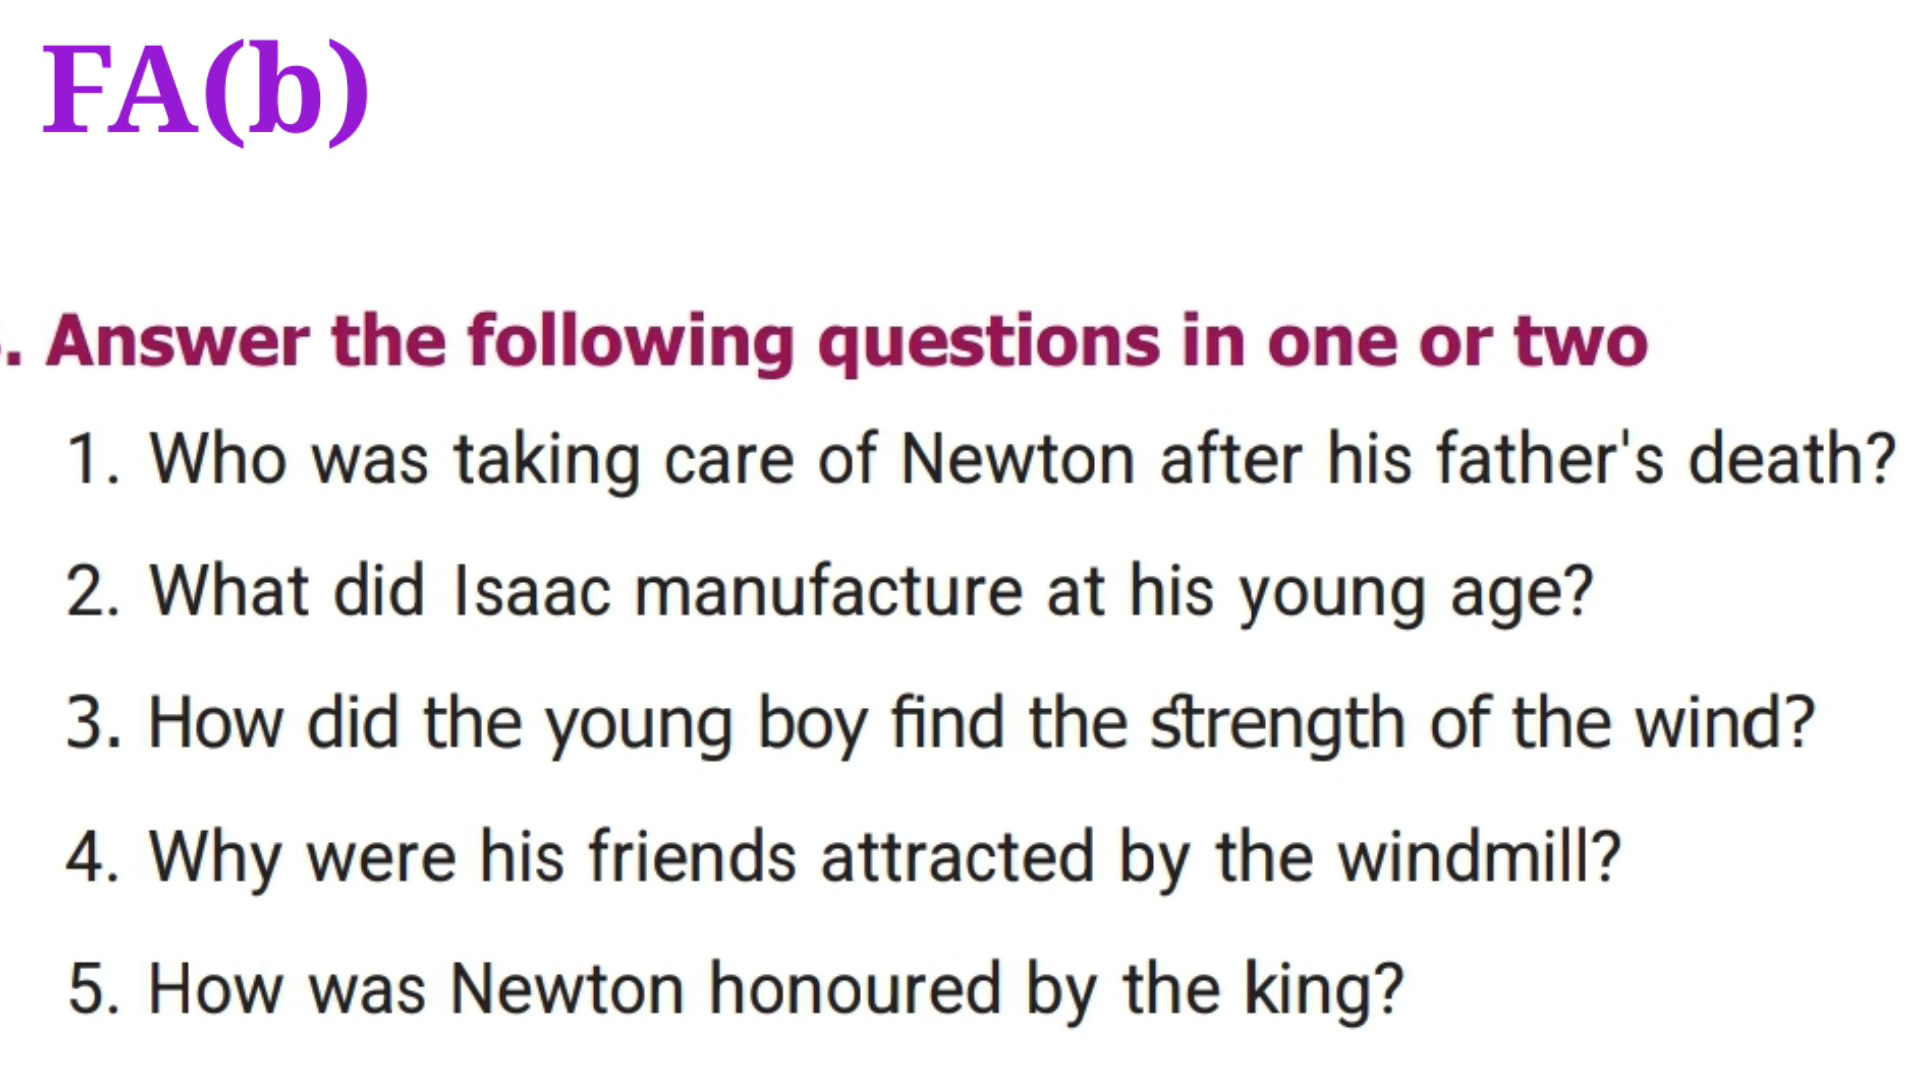 FA(b)
. Answer the following questions in one or two
1. Who was taking care of Newton after his father's death?
2. What did Isaac manufacture at his young age?
3. How did the young boy find the strength of the wind?
4. Why were his friends attracted by the windmill?
5. How was Newton honoured by the king?